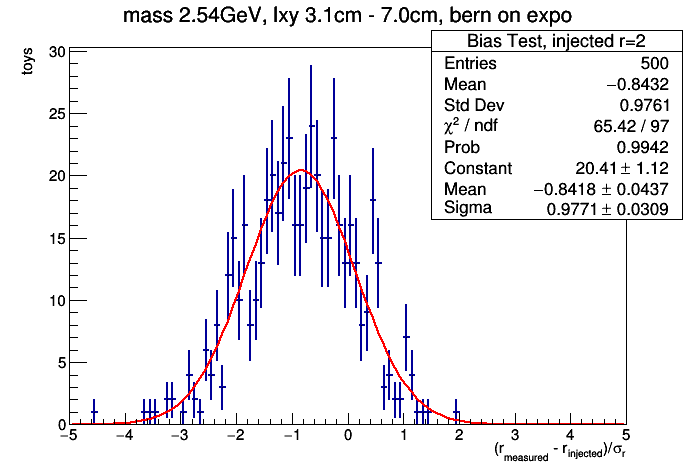 mass 2.54GeV, lxy 3.1cm - 7.0cm, bern on expo
Bias Test, injected r=2
Entries 500
Mean −0.8432
Std Dev 0.9761
χ² / ndf 65.42 / 97
Prob 0.9942
Constant 20.41 ± 1.12
Mean −0.8418 ± 0.0437
Sigma 0.9771 ± 0.0309
toys
30
25
20
15
10
5
0
−5 −4 −3 −2 −1 0 1 2 3 4 5
(r_measured - r_injected)/σ_r